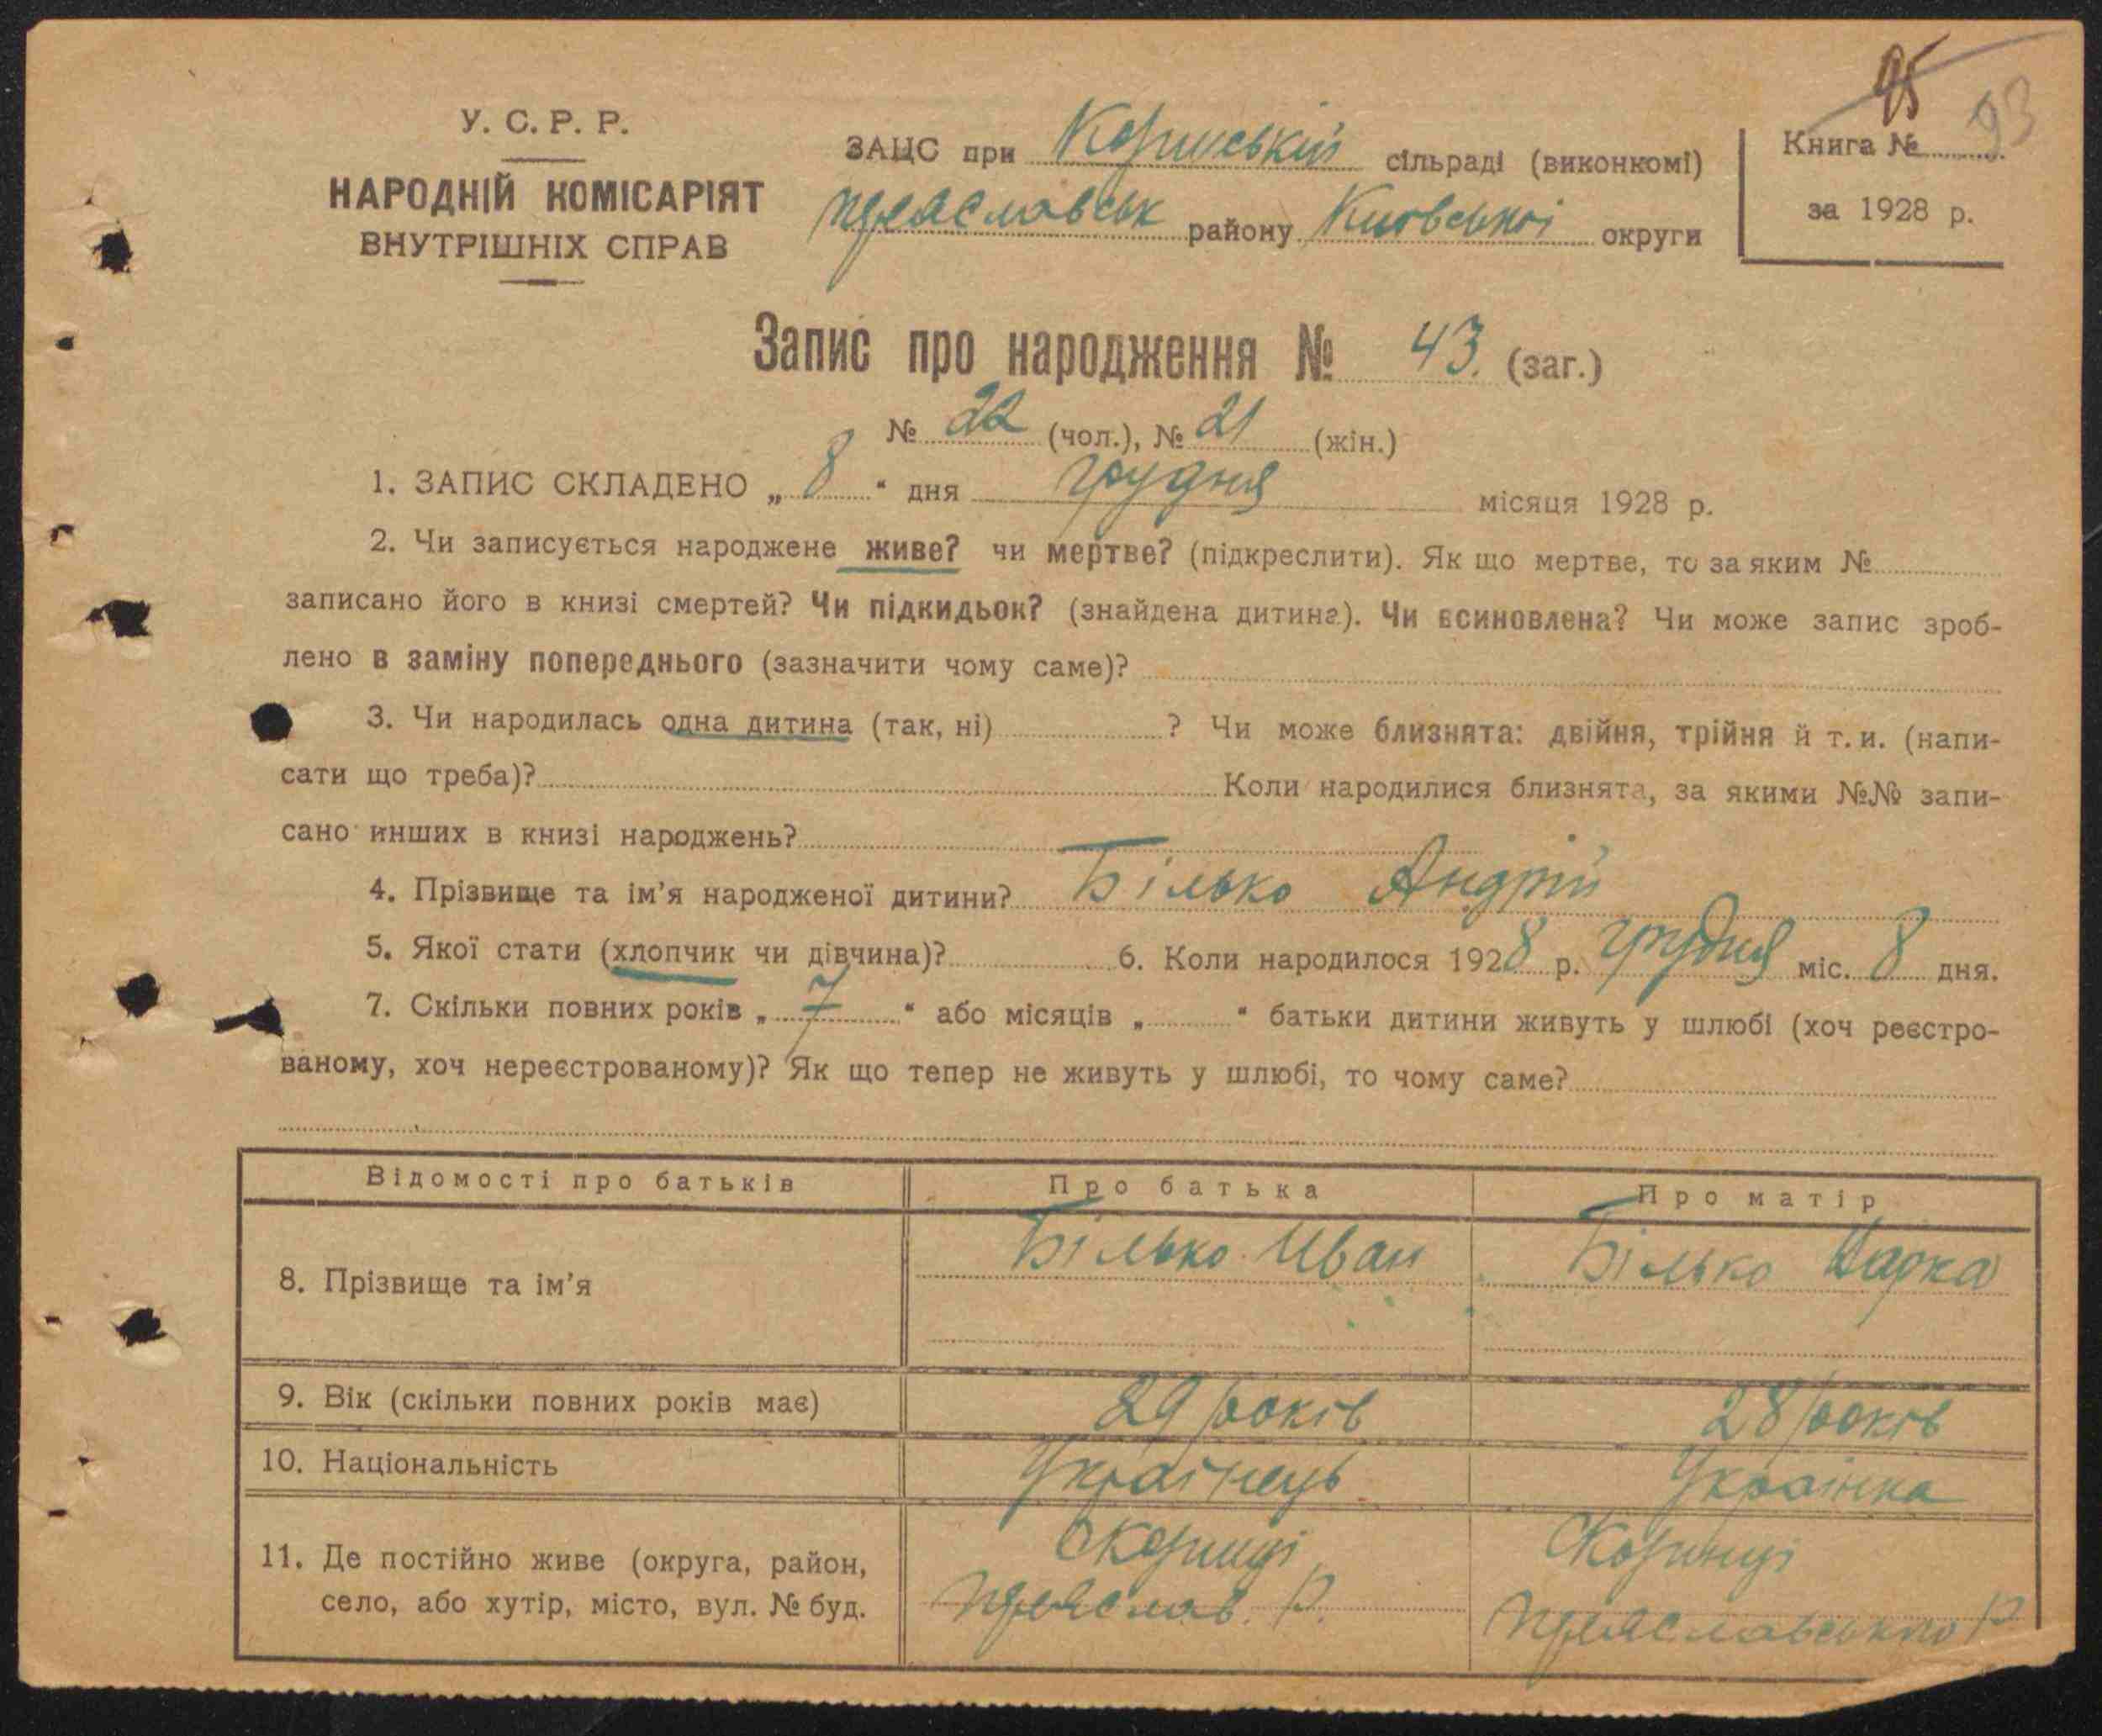 95 93
У. С. Р. Р.
НАРОДНІЙ КОМІСАРІЯТ
ВНУТРІШНІХ СПРАВ
ЗАЦС при сільраді (виконкомі)
району Київської округи
Книга №
за 1928 р.
Запис про народження № 43. (заг.)
№ 22 (чол.), № 21 (жін.)
1. ЗАПИС СКЛАДЕНО „ 8 “ дня грудня місяця 1928 р.
2. Чи записується народжене живе? чи мертве? (підкреслити). Як що мертве, то за яким №
записано його в книзі смертей? Чи підкидьок? (знайдена дитина). Чи всиновлена? Чи може запис зроб-
лено в заміну попереднього (зазначити чому саме)?
3. Чи народилась одна дитина (так, ні) ? Чи може близнята: двійня, трійня й т. и. (напи-
сати що треба)? Коли народилися близнята, за якими №№ запи-
сано инших в книзі народжень?
4. Прізвище та ім’я народженої дитини? Білько Андрій
5. Якої стати (хлопчик чи дівчина)? 6. Коли народилося 1928 р. грудня міс. 8 дня.
7. Скільки повних років „ 7 “ або місяців „ “ батьки дитини живуть у шлюбі (хоч реєстро-
ваному, хоч нереєстрованому)? Як що тепер не живуть у шлюбі, то чому саме?
Відомості про батьків Про батька Про матір
8. Прізвище та ім’я Білько Иван Білько
9. Вік (скільки повних років має) 29 років 28 років
10. Національність Українець Українка
11. Де постійно живе (округа, район,
село, або хутір, місто, вул. № буд.